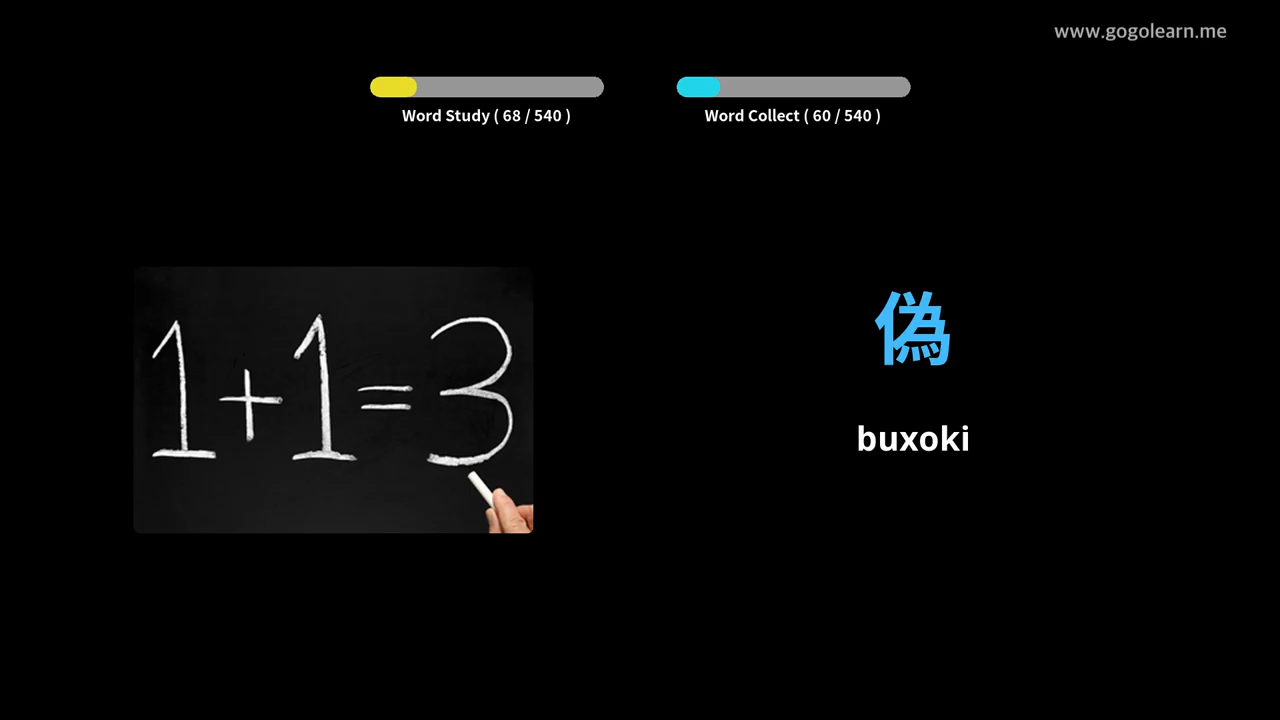 www.gogolearn.me
Word Study ( 68 / 540 )
Word Collect ( 60 / 540 )
1+1=3
偽
buxoki